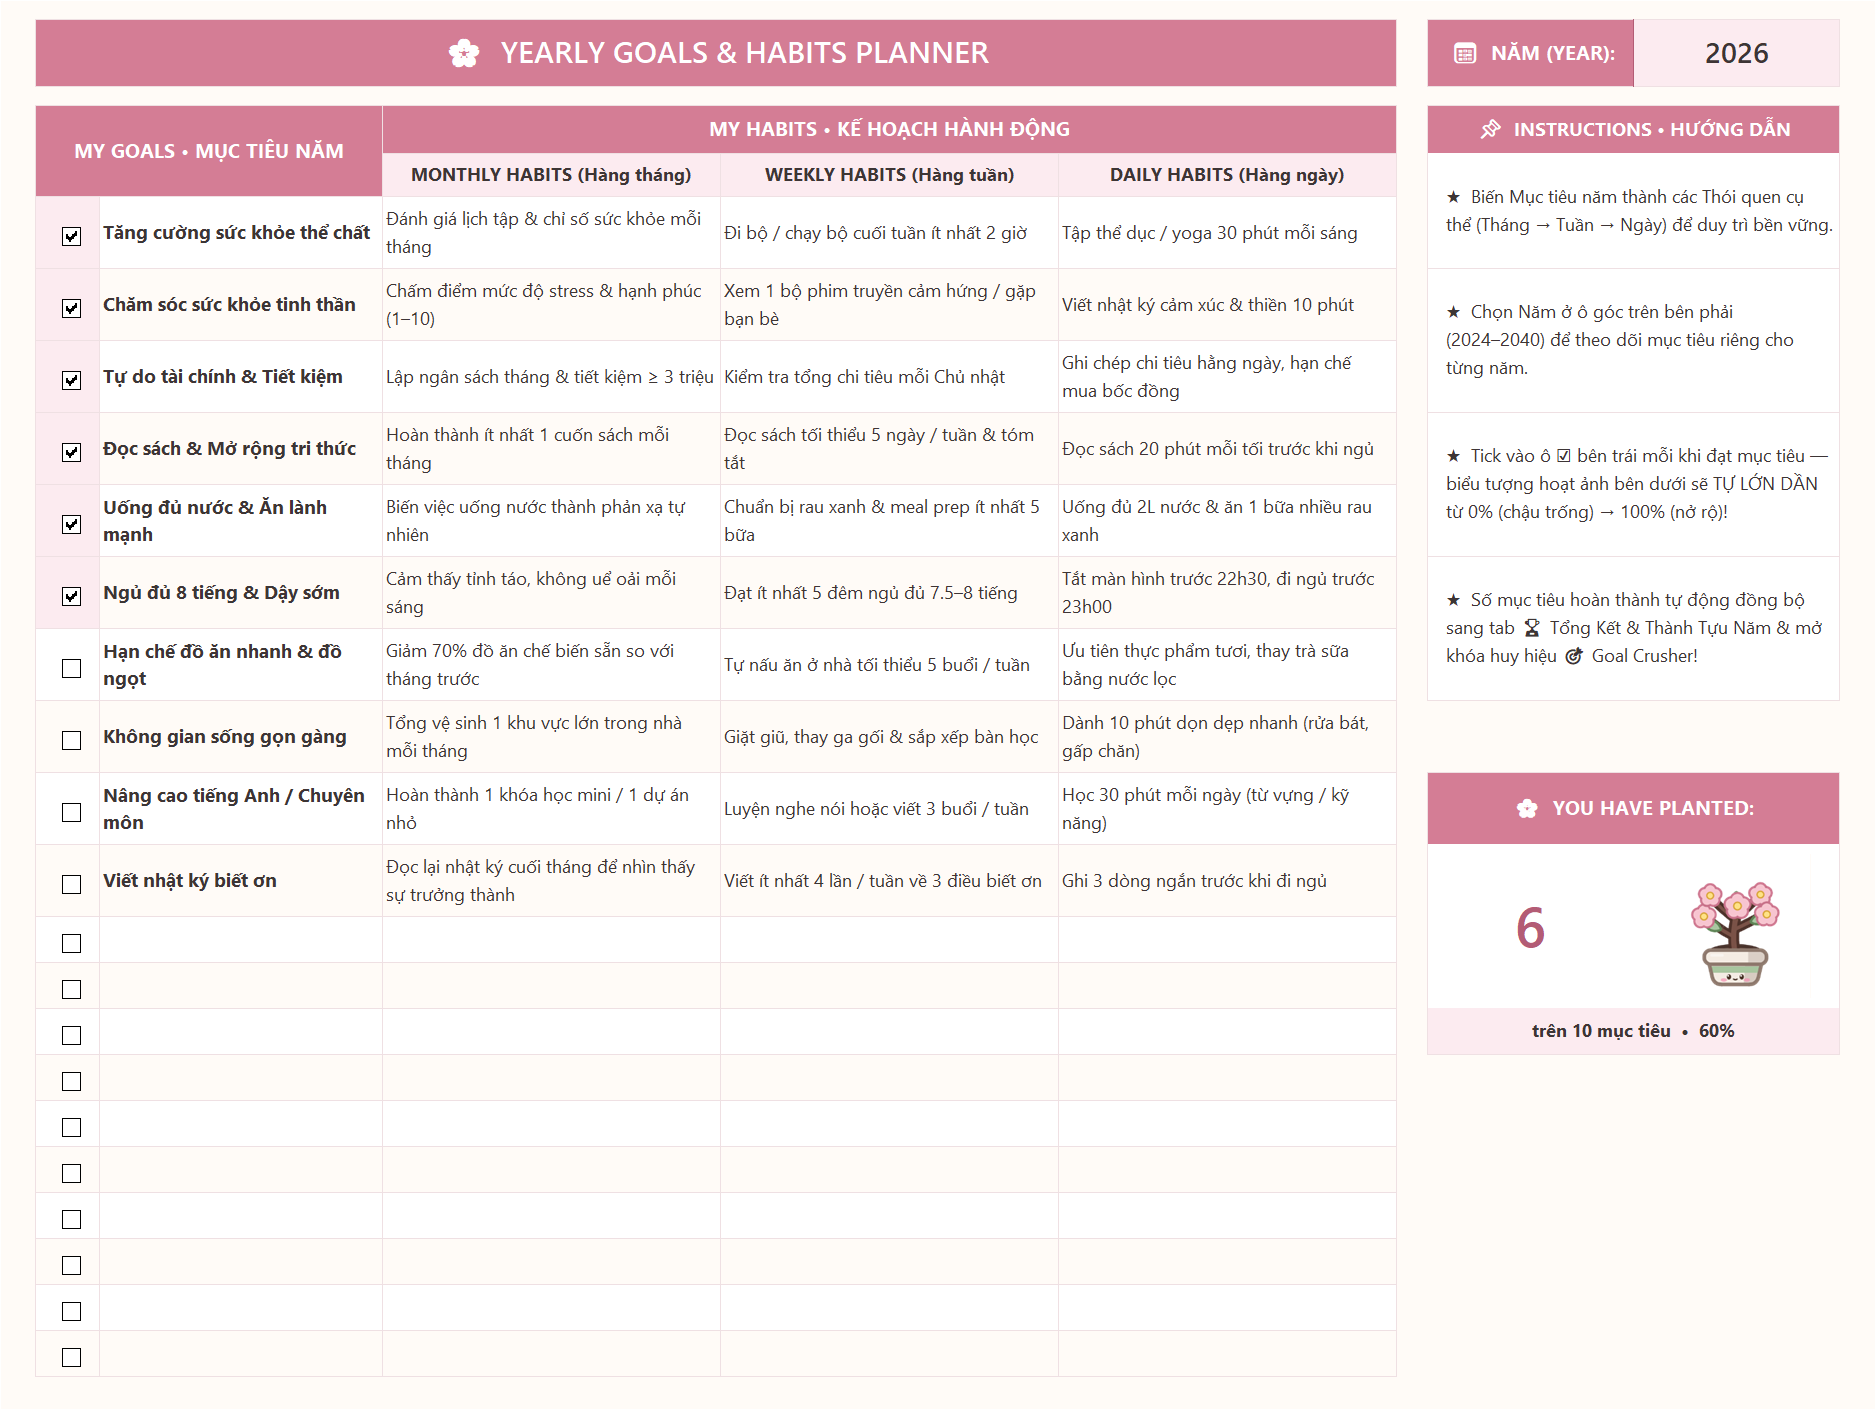 YEARLY GOALS & HABITS PLANNER
NĂM (YEAR):
2026
MY GOALS • MỤC TIÊU NĂM
MY HABITS • KẾ HOẠCH HÀNH ĐỘNG
MONTHLY HABITS (Hàng tháng)
WEEKLY HABITS (Hàng tuần)
DAILY HABITS (Hàng ngày)
Tăng cường sức khỏe thể chất
Đánh giá lịch tập & chỉ số sức khỏe mỗi
tháng
Đi bộ / chạy bộ cuối tuần ít nhất 2 giờ
Tập thể dục / yoga 30 phút mỗi sáng
Chăm sóc sức khỏe tinh thần
Chấm điểm mức độ stress & hạnh phúc
(1–10)
Xem 1 bộ phim truyền cảm hứng / gặp
bạn bè
Viết nhật ký cảm xúc & thiền 10 phút
Tự do tài chính & Tiết kiệm
Lập ngân sách tháng & tiết kiệm ≥ 3 triệu
Kiểm tra tổng chi tiêu mỗi Chủ nhật
Ghi chép chi tiêu hằng ngày, hạn chế
mua bốc đồng
Đọc sách & Mở rộng tri thức
Hoàn thành ít nhất 1 cuốn sách mỗi
tháng
Đọc sách tối thiểu 5 ngày / tuần & tóm
tắt
Đọc sách 20 phút mỗi tối trước khi ngủ
Uống đủ nước & Ăn lành
mạnh
Biến việc uống nước thành phản xạ tự
nhiên
Chuẩn bị rau xanh & meal prep ít nhất 5
bữa
Uống đủ 2L nước & ăn 1 bữa nhiều rau
xanh
Ngủ đủ 8 tiếng & Dậy sớm
Cảm thấy tỉnh táo, không uể oải mỗi
sáng
Đạt ít nhất 5 đêm ngủ đủ 7.5–8 tiếng
Tắt màn hình trước 22h30, đi ngủ trước
23h00
Hạn chế đồ ăn nhanh & đồ
ngọt
Giảm 70% đồ ăn chế biến sẵn so với
tháng trước
Tự nấu ăn ở nhà tối thiểu 5 buổi / tuần
Ưu tiên thực phẩm tươi, thay trà sữa
bằng nước lọc
Không gian sống gọn gàng
Tổng vệ sinh 1 khu vực lớn trong nhà
mỗi tháng
Giặt giũ, thay ga gối & sắp xếp bàn học
Dành 10 phút dọn dẹp nhanh (rửa bát,
gấp chăn)
Nâng cao tiếng Anh / Chuyên
môn
Hoàn thành 1 khóa học mini / 1 dự án
nhỏ
Luyện nghe nói hoặc viết 3 buổi / tuần
Học 30 phút mỗi ngày (từ vựng / kỹ
năng)
Viết nhật ký biết ơn
Đọc lại nhật ký cuối tháng để nhìn thấy
sự trưởng thành
Viết ít nhất 4 lần / tuần về 3 điều biết ơn
Ghi 3 dòng ngắn trước khi đi ngủ
INSTRUCTIONS • HƯỚNG DẪN
★ Biến Mục tiêu năm thành các Thói quen cụ
thể (Tháng → Tuần → Ngày) để duy trì bền vững.
★ Chọn Năm ở ô góc trên bên phải
(2024–2040) để theo dõi mục tiêu riêng cho
từng năm.
★ Tick vào ô ☑ bên trái mỗi khi đạt mục tiêu —
biểu tượng hoạt ảnh bên dưới sẽ TỰ LỚN DẦN
từ 0% (chậu trống) → 100% (nở rộ)!
★ Số mục tiêu hoàn thành tự động đồng bộ
sang tab 🏆 Tổng Kết & Thành Tựu Năm & mở
khóa huy hiệu 🎯 Goal Crusher!
YOU HAVE PLANTED:
6
trên 10 mục tiêu • 60%